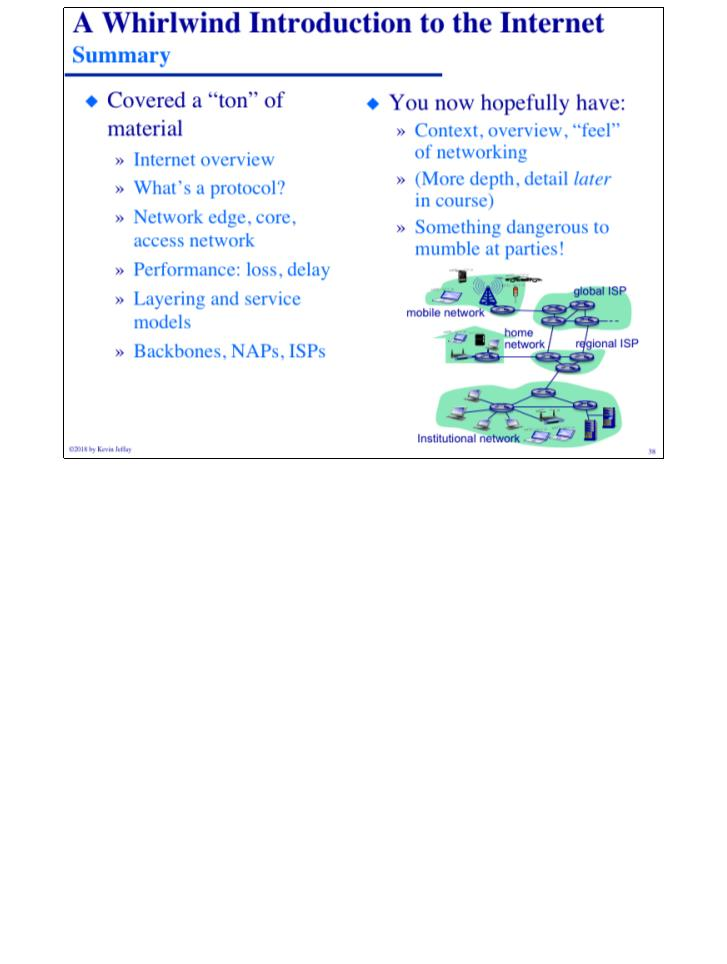 A Whirlwind Introduction to the Internet
Summary
◆ Covered a “ton” of
material
» Internet overview
» What’s a protocol?
» Network edge, core,
access network
» Performance: loss, delay
» Layering and service
models
» Backbones, NAPs, ISPs
◆ You now hopefully have:
» Context, overview, “feel”
of networking
» (More depth, detail later
in course)
» Something dangerous to
mumble at parties!
mobile network
global ISP
home
network
regional ISP
Institutional network
©2018 by Kevin Jeffay
38